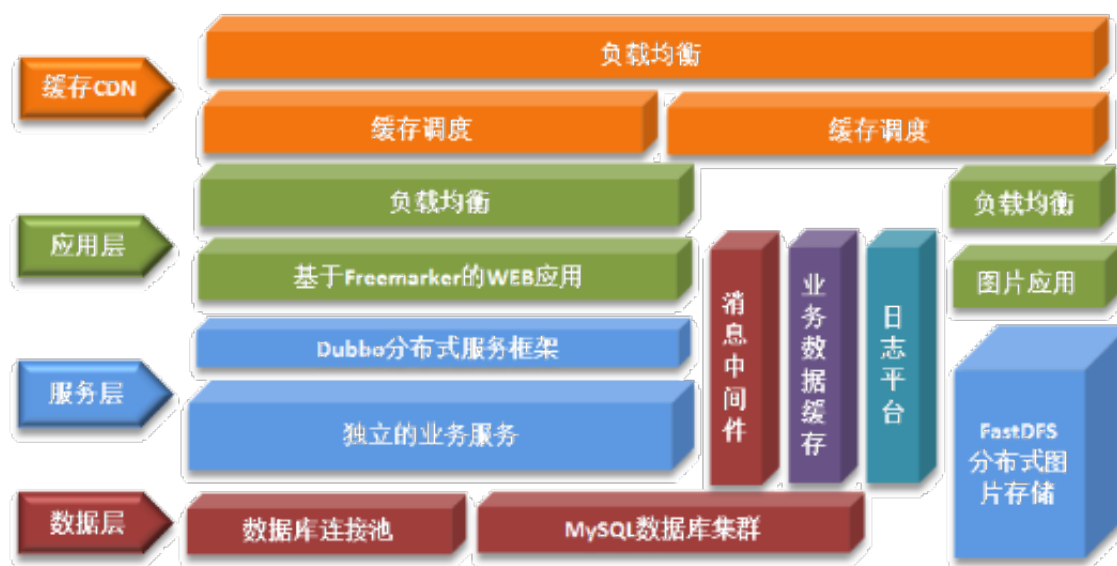 负载均衡
缓存CDN
缓存调度
缓存调度
负载均衡
负载均衡
应用层
基于Freemarker的WEB应用
图片应用
消息中间件
业务数据缓存
日志平台
Dubbo分布式服务框架
服务层
独立的业务服务
FastDFS
分布式图
片存储
数据层
数据库连接池
MySQL数据库集群